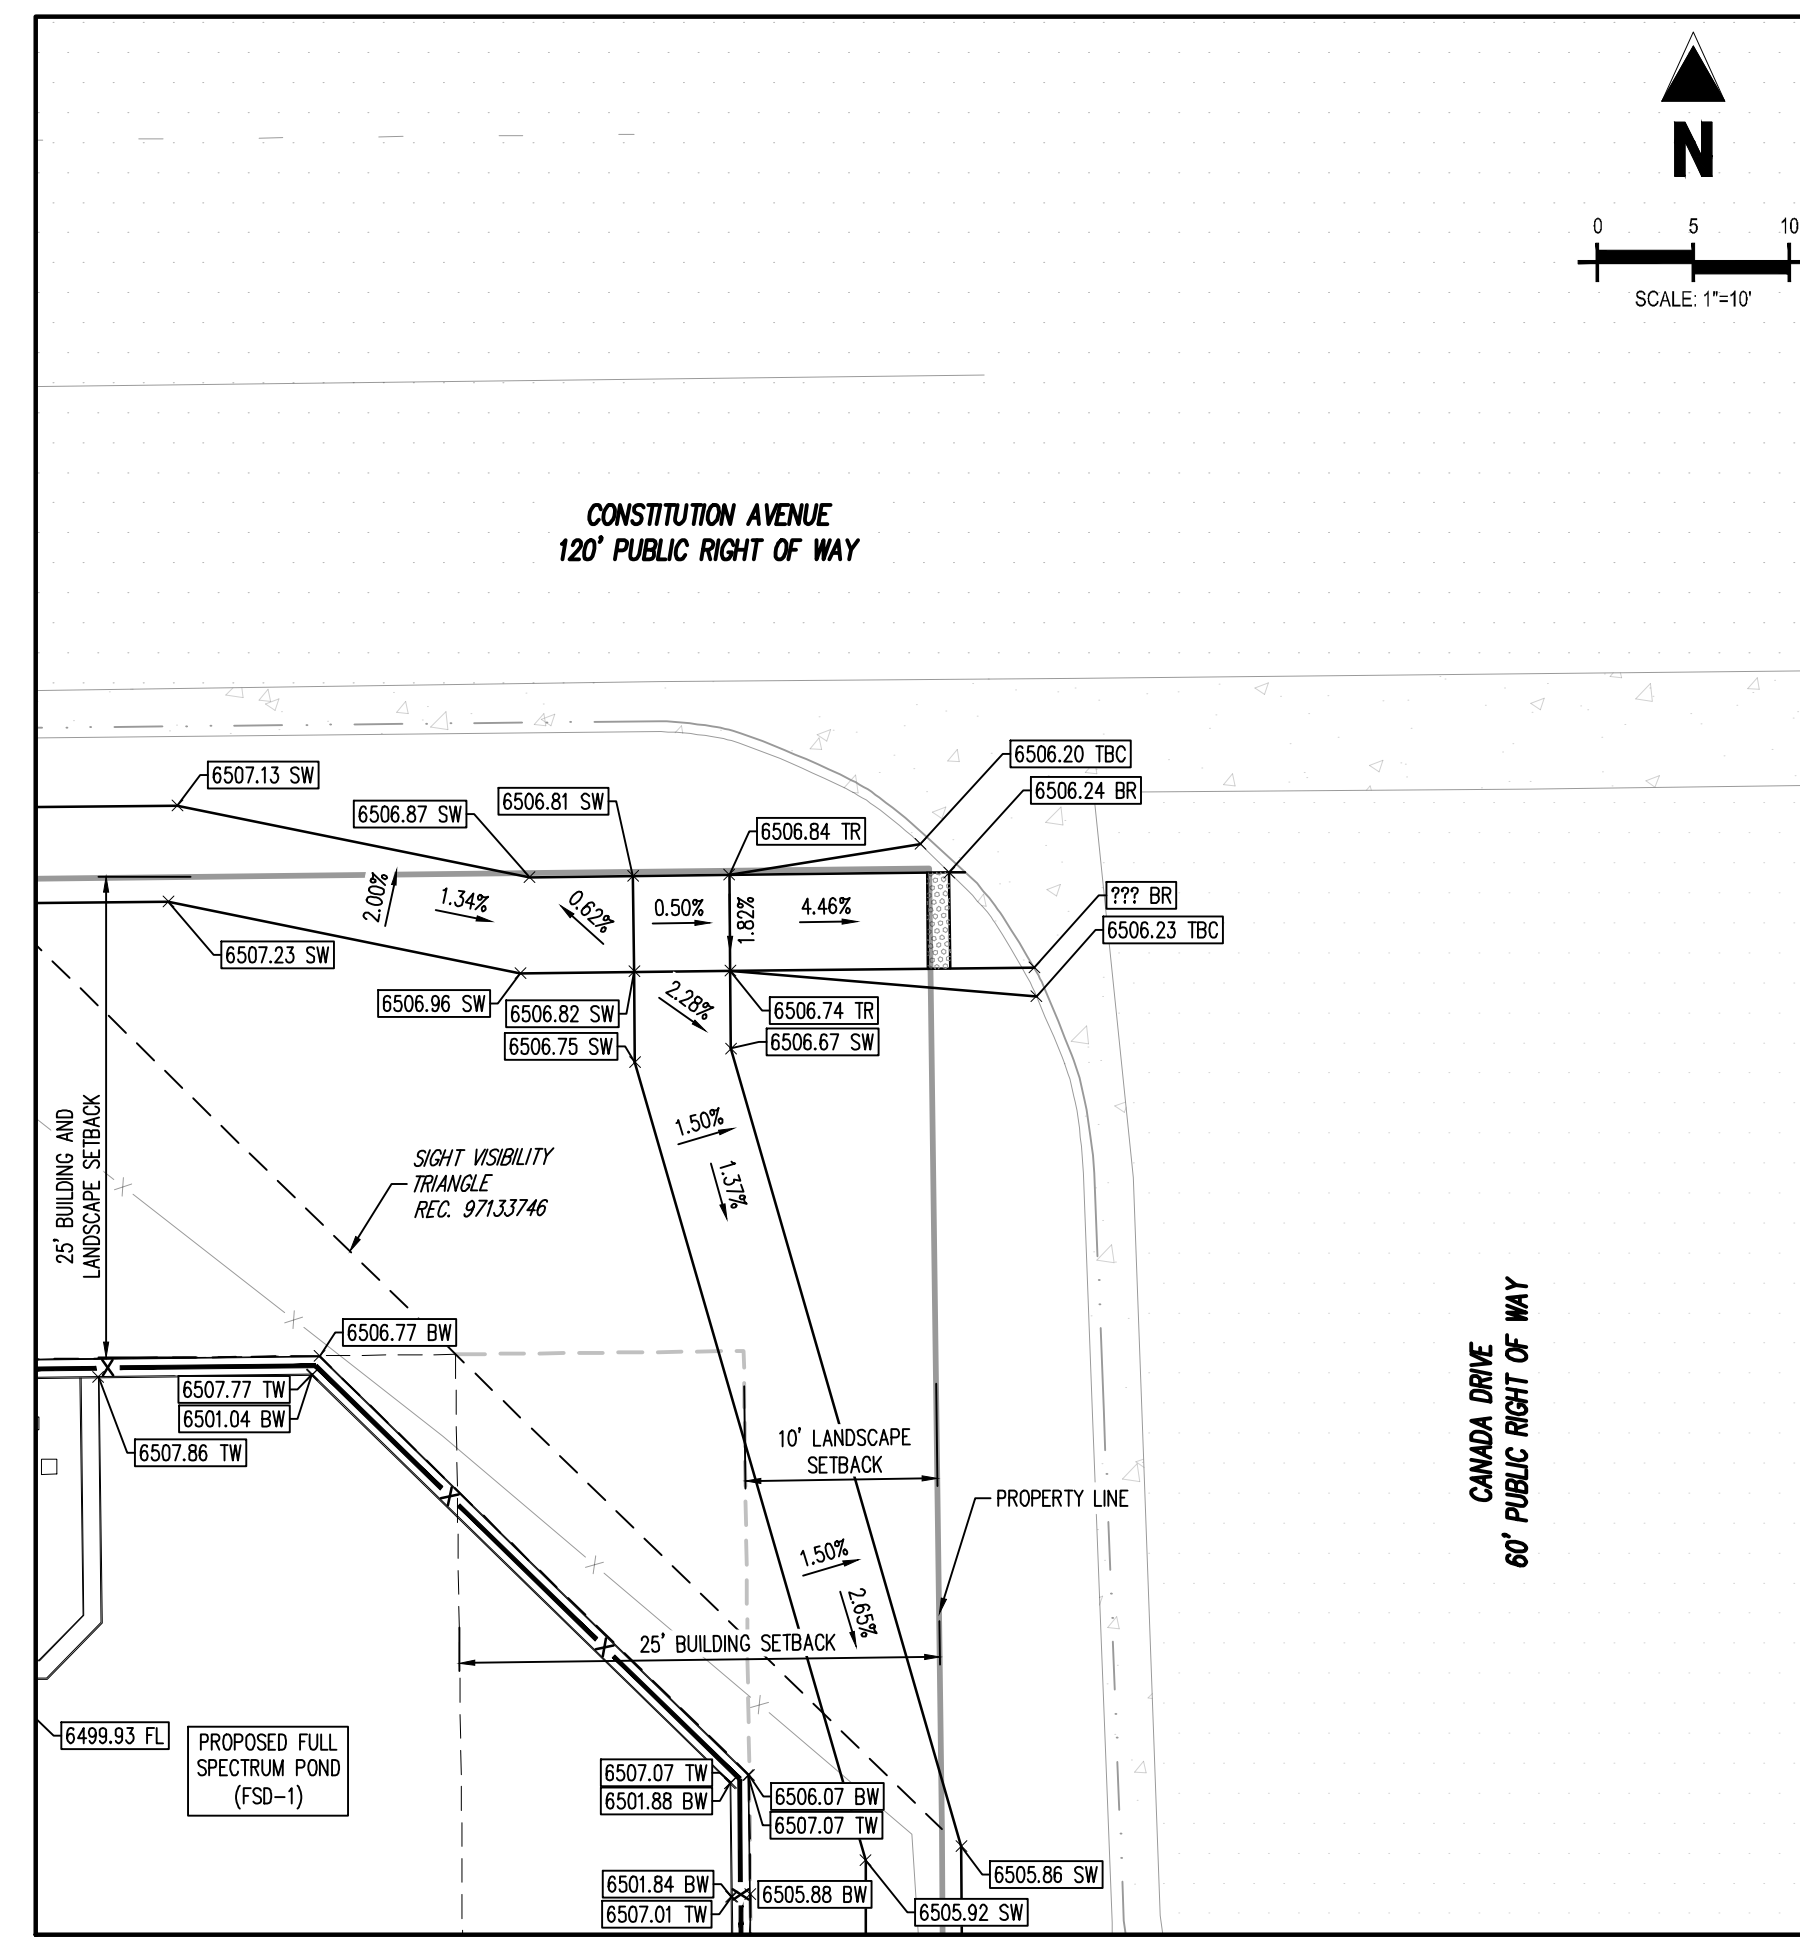 N
0 5 10
SCALE: 1"=10'
CONSTITUTION AVENUE
120' PUBLIC RIGHT OF WAY
6507.13 SW
6506.87 SW
6506.81 SW
6506.84 TR
6506.20 TBC
6506.24 BR
??? BR
6506.23 TBC
2.00%
1.34%
0.62%
0.50%
1.82%
4.46%
6507.23 SW
6506.96 SW
6506.82 SW
6506.75 SW
2.28%
6506.74 TR
6506.67 SW
25' BUILDING AND
LANDSCAPE SETBACK
SIGHT VISIBILITY
TRIANGLE
REC. 97133746
1.50%
1.37%
6506.77 BW
6507.77 TW
6501.04 BW
6507.86 TW
10' LANDSCAPE
SETBACK
PROPERTY LINE
CANADA DRIVE
60' PUBLIC RIGHT OF WAY
1.50%
2.65%
25' BUILDING SETBACK
6499.93 FL
PROPOSED FULL
SPECTRUM POND
(FSD-1)
6507.07 TW
6501.88 BW
6506.07 BW
6507.07 TW
6501.84 BW
6507.01 TW
6505.88 BW
6505.86 SW
6505.92 SW
X
X
X
X